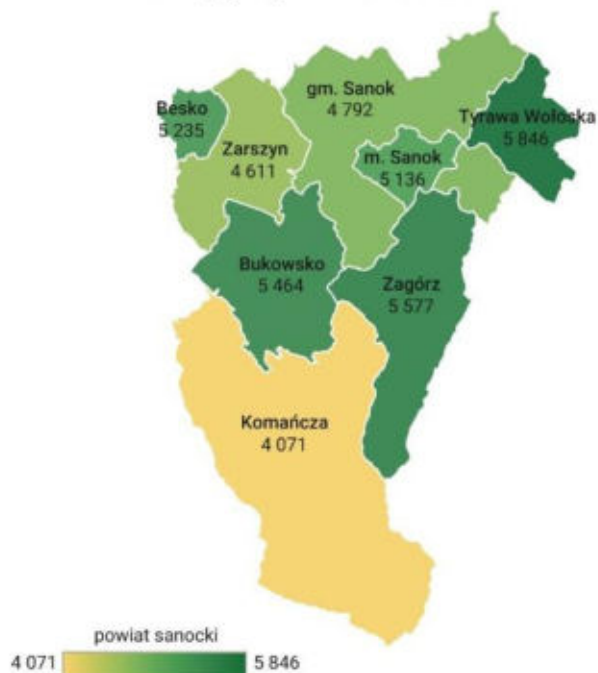 gm. Sanok
4 792
Besko
5 235
Tyrawa Wołoska
5 846
Zarszyn
4 611
m. Sanok
5 136
Bukowsko
5 464
Zagórz
5 577
Komańcza
4 071
powiat sanocki
4 071
5 846